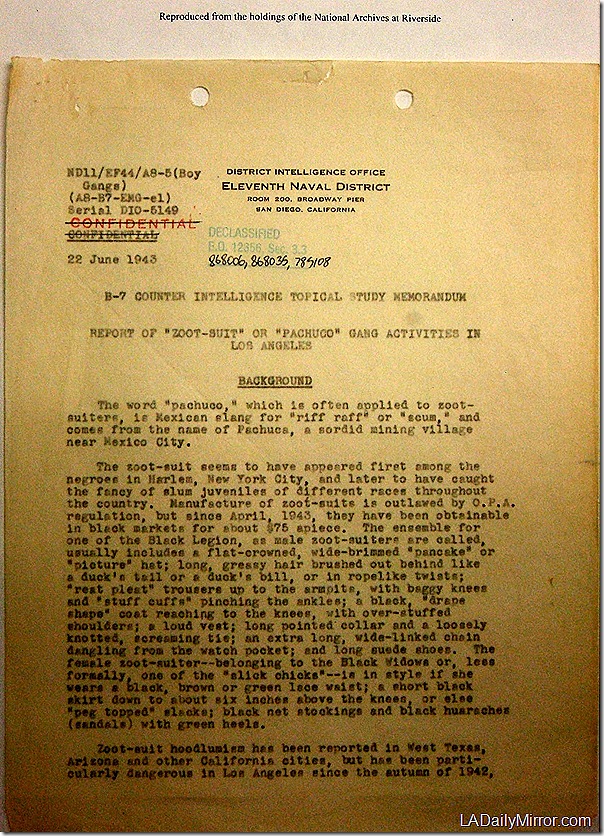 Reproduced from the holdings of the National Archives at Riverside
ND11/EF44/A8-5(Boy
Gangs)
(A8-B7-EMG-el)
Serial DIO-5149
CONFIDENTIAL
CONFIDENTIAL
22 June 1943
DISTRICT INTELLIGENCE OFFICE
ELEVENTH NAVAL DISTRICT
ROOM 200, BROADWAY PIER
SAN DIEGO, CALIFORNIA
DECLASSIFIED
E.O. 12356, Sec. 3.3
868006, 868035, 785108
B-7 COUNTER INTELLIGENCE TOPICAL STUDY MEMORANDUM
REPORT OF "ZOOT-SUIT" OR "PACHUCO" GANG ACTIVITIES IN
LOS ANGELES
BACKGROUND
The word "pachuco," which is often applied to zoot-
suiters, is Mexican slang for "riff raff" or "scum," and
comes from the name of Pachuca, a sordid mining village
near Mexico City.
The zoot-suit seems to have appeared first among the
negroes in Harlem, New York City, and later to have caught
the fancy of slum juveniles of different races throughout
the country. Manufacture of zoot-suits is outlawed by O.P.A.
regulation, but since April, 1943, they have been obtainable
in black markets for about $75 apiece. The ensemble for
one of the Black Legion, as male zoot-suiters are called,
usually includes a flat-crowned, wide-brimmed "pancake" or
"picture" hat; long, greasy hair brushed out behind like
a duck's tail or a duck's bill, or in ropelike twists;
"reat pleat" trousers up to the armpits, with baggy knees
and "stuff cuffs" pinching the ankles; a black, "drape
shape" coat reaching to the knees, with over-stuffed
shoulders; a loud vest; long pointed collar and a loosely
knotted, screaming tie; an extra long, wide-linked chain
dangling from the watch pocket; and long suede shoes. The
female zoot-suiter--belonging to the Black Widows or, less
formally, one of the "slick chicks"--is in style if she
wears a black, brown or green lace waist; a short black
skirt down to about six inches above the knees, or else
"peg topped" slacks; black net stockings and black huaraches
(sandals) with green heels.
Zoot-suit hoodlumism has been reported in West Texas,
Arizona and other California cities, but has been parti-
cularly dangerous in Los Angeles since the autumn of 1942,
LADailyMirror.com